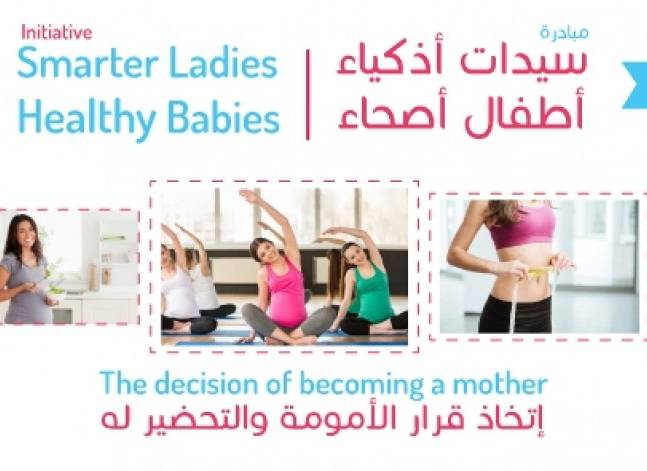 Initiative
Smarter Ladies
Healthy Babies
مبادرة
سيدات أذكياء
أطفال أصحاء
The decision of becoming a mother
إتخاذ قرار الأمومة والتحضير له